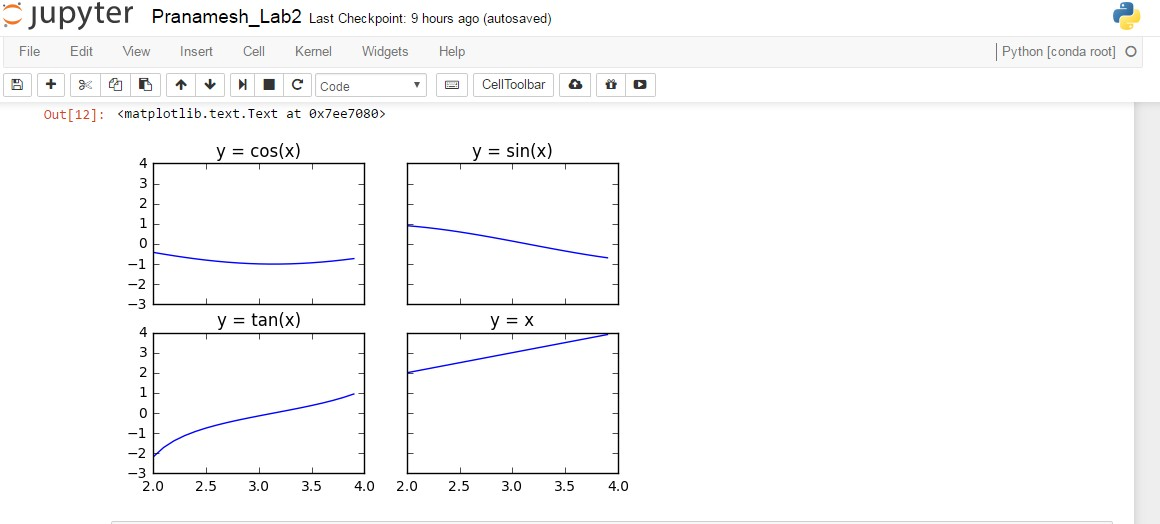 jupyter Pranamesh_Lab2 Last Checkpoint: 9 hours ago (autosaved)
File Edit View Insert Cell Kernel Widgets Help Python [conda root]
Code CellToolbar
Out[12]: <matplotlib.text.Text at 0x7ee7080>
y = cos(x) y = sin(x)
4
3
2
1
0
−1
−2
−3
y = tan(x) y = x
4
3
2
1
0
−1
−2
−3
2.0 2.5 3.0 3.5 4.0 2.0 2.5 3.0 3.5 4.0